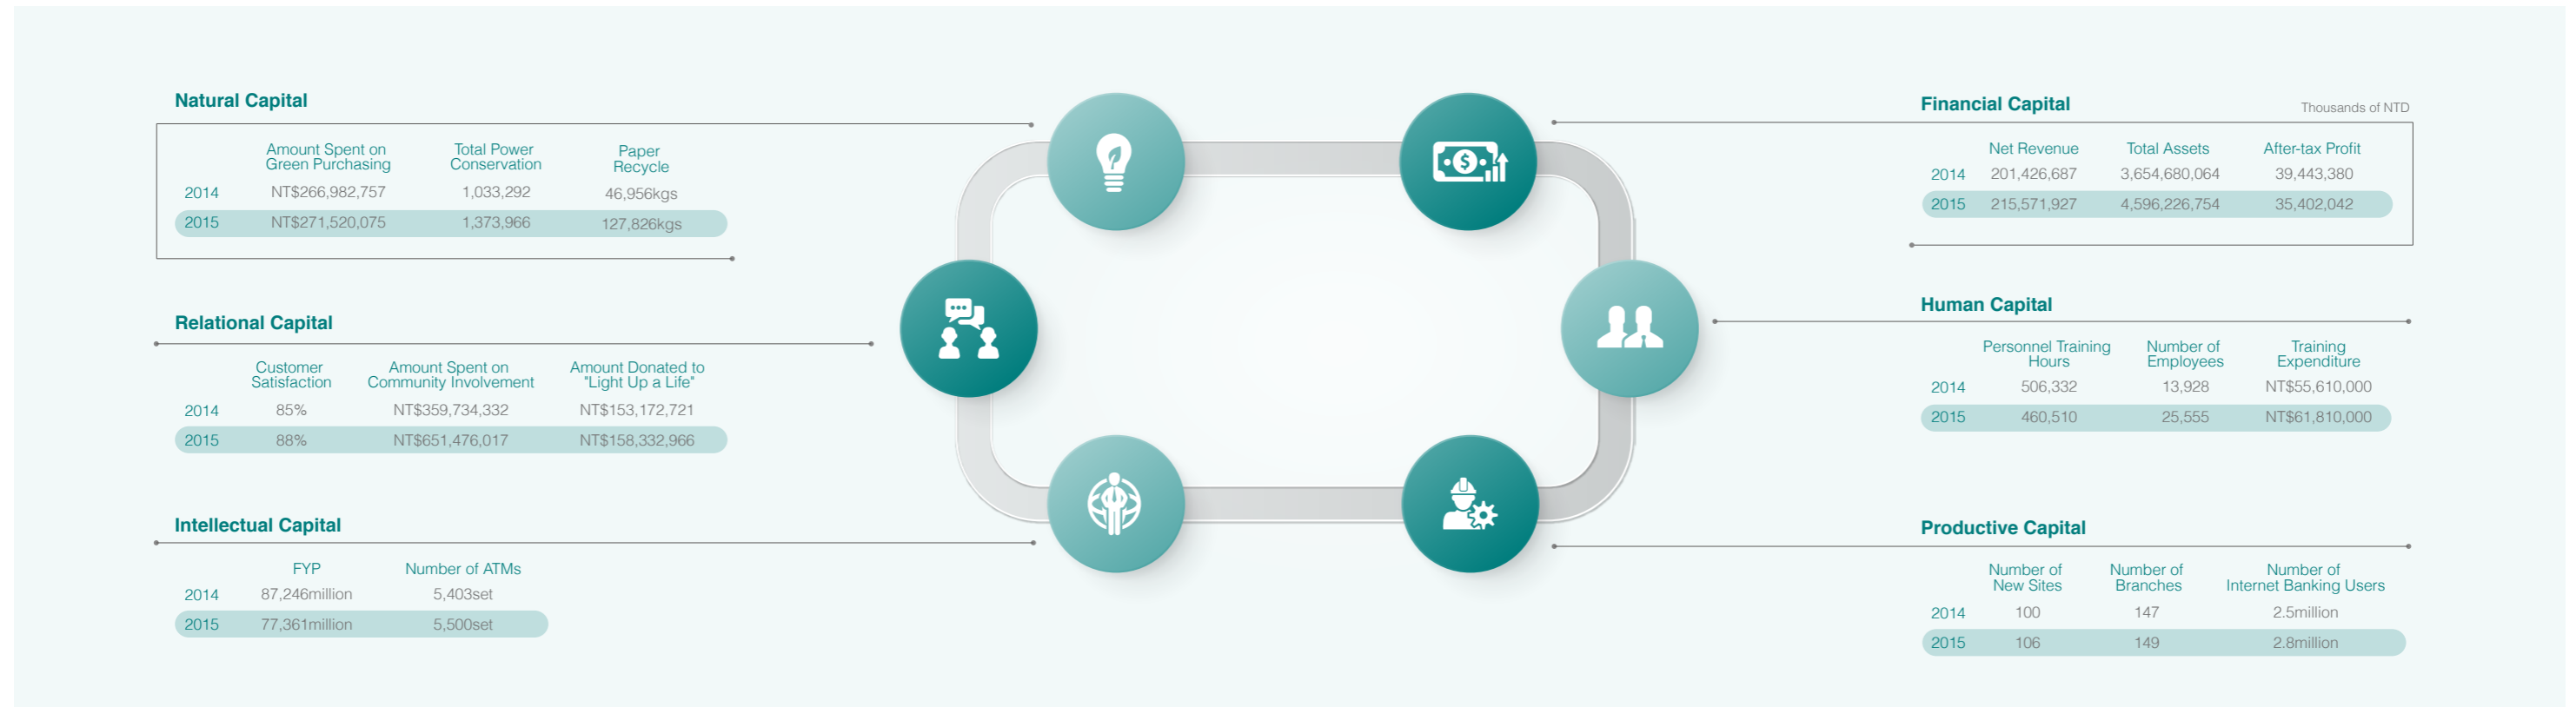 Natural Capital
Amount Spent on Total Power Paper
Green Purchasing Conservation Recycle
2014 NT$266,982,757 1,033,292 46,956kgs
2015 NT$271,520,075 1,373,966 127,826kgs
Relational Capital
Customer Amount Spent on Amount Donated to
Satisfaction Community Involvement "Light Up a Life"
2014 85% NT$359,734,332 NT$153,172,721
2015 88% NT$651,476,017 NT$158,332,966
Intellectual Capital
FYP Number of ATMs
2014 87,246million 5,403set
2015 77,361million 5,500set
Financial Capital Thousands of NTD
Net Revenue Total Assets After-tax Profit
2014 201,426,687 3,654,680,064 39,443,380
2015 215,571,927 4,596,226,754 35,402,042
Human Capital
Personnel Training Number of Training
Hours Employees Expenditure
2014 506,332 13,928 NT$55,610,000
2015 460,510 25,555 NT$61,810,000
Productive Capital
Number of Number of Number of
New Sites Branches Internet Banking Users
2014 100 147 2.5million
2015 106 149 2.8million